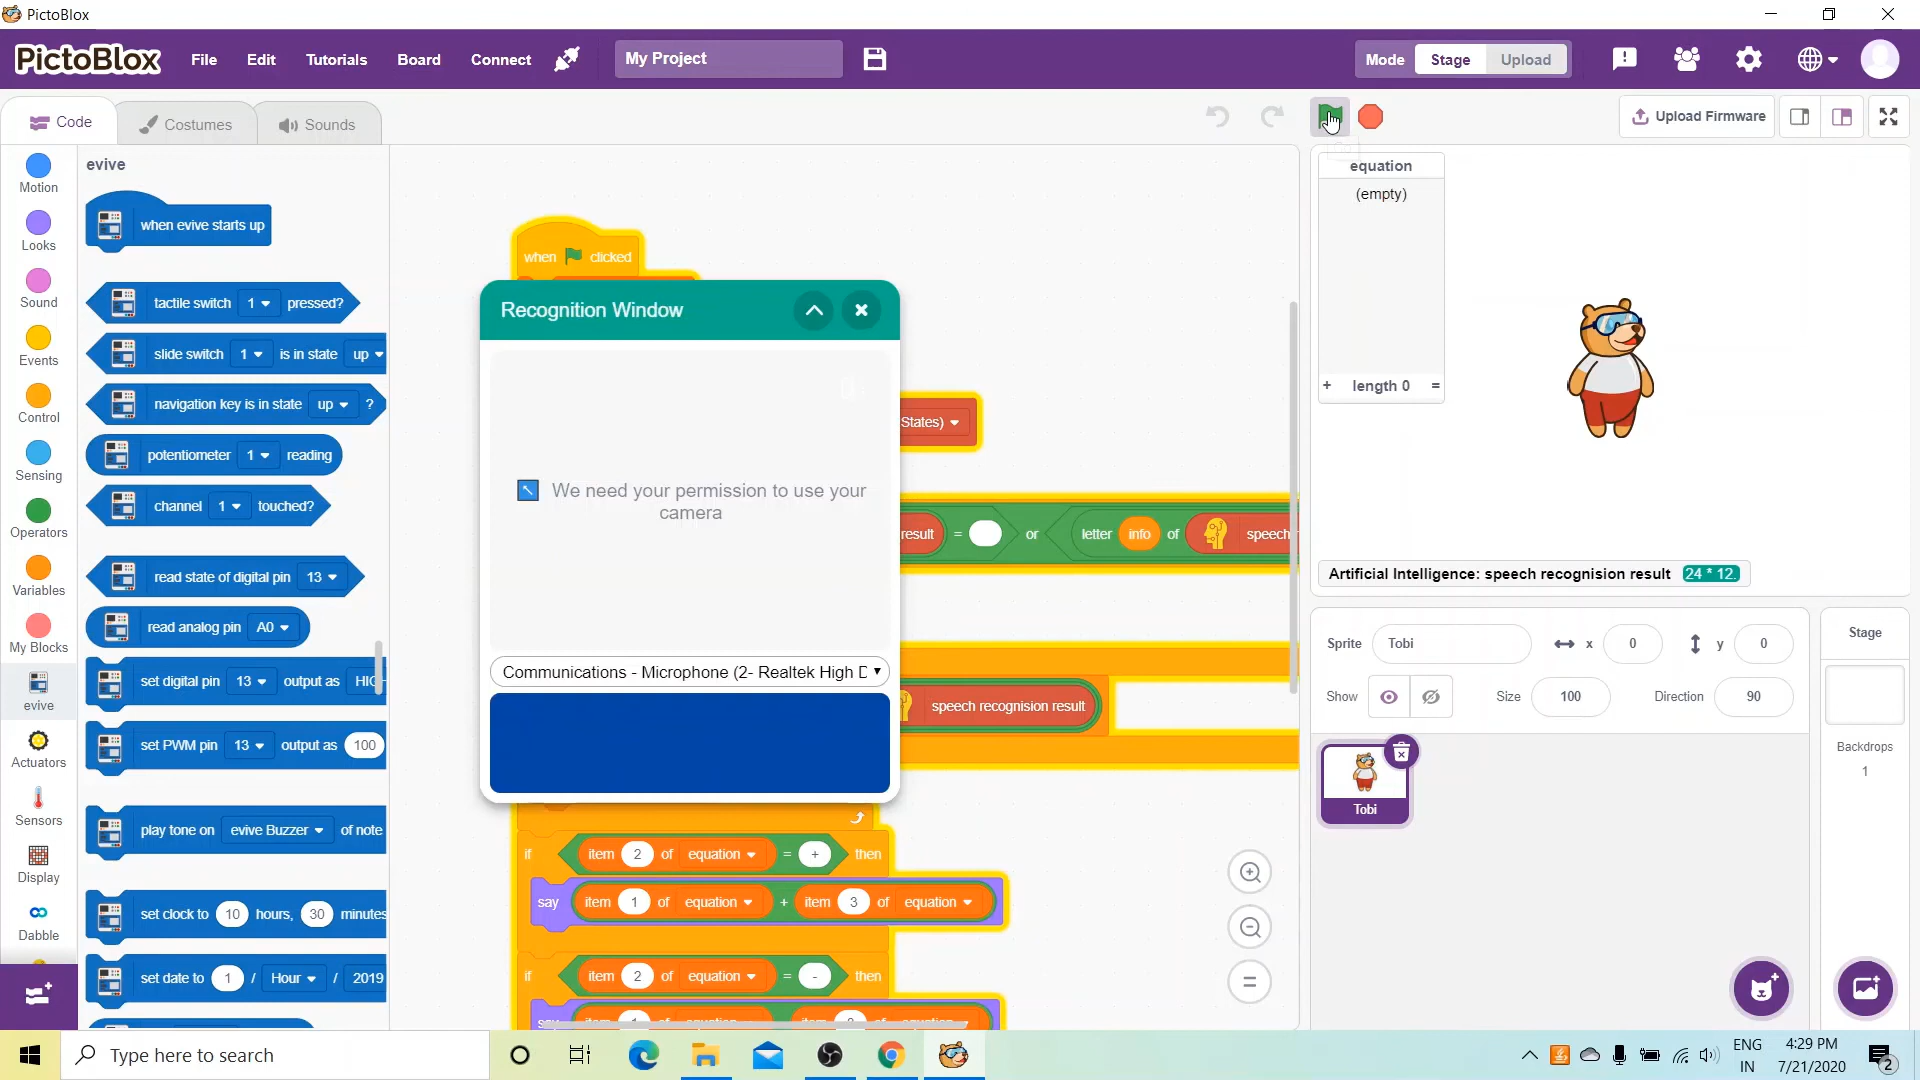 PictoBlox
PictoBlox
File
Edit
Tutorials
Board
Connect
My Project
Mode
Stage
Upload
Code
Costumes
Sounds
Upload Firmware
Motion
Looks
Sound
Events
Control
Sensing
Operators
Variables
My Blocks
evive
Actuators
Sensors
Display
Dabble
evive
when evive starts up
tactile switch 1 pressed?
slide switch 1 is in state up
navigation key is in state up ?
potentiometer 1 reading
channel 1 touched?
read state of digital pin 13
read analog pin A0
set digital pin 13 output as
set PWM pin 13 output as 100
play tone on evive Buzzer of note
set clock to 10 hours, 30 minutes
set date to 1 / Hour / 2019
when clicked
Recognition Window
We need your permission to use your
camera
Communications - Microphone (2- Realtek High D
States)
result = or letter info of speech
speech recognision result
if item 2 of equation = + then
say item 1 of equation + item 3 of equation
if item 2 of equation = - then
equation
(empty)
+ length 0 =
Artificial Intelligence: speech recognision result 24 * 12.
Sprite Tobi x 0 y 0
Show Size 100 Direction 90
Tobi
Stage
Backdrops
1
Type here to search
ENG
IN
4:29 PM
7/21/2020
2